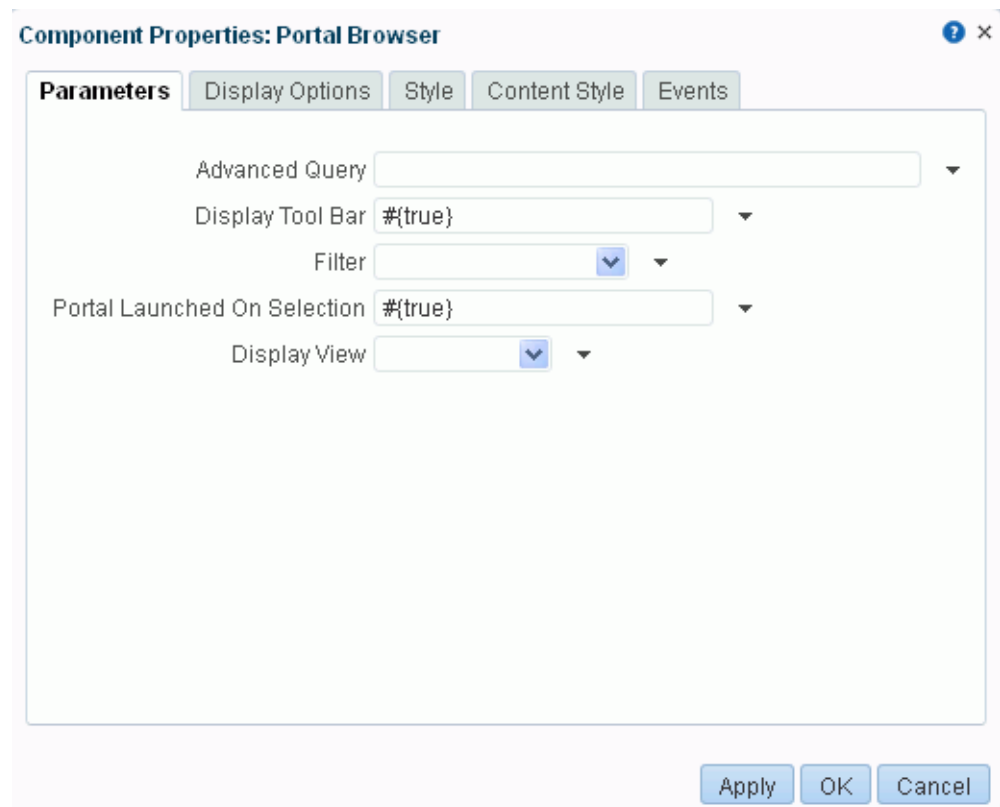 Component Properties: Portal Browser ?
Parameters Display Options Style Content Style Events
Advanced Query
Display Tool Bar #{true}
Filter
Portal Launched On Selection #{true}
Display View
Apply OK Cancel